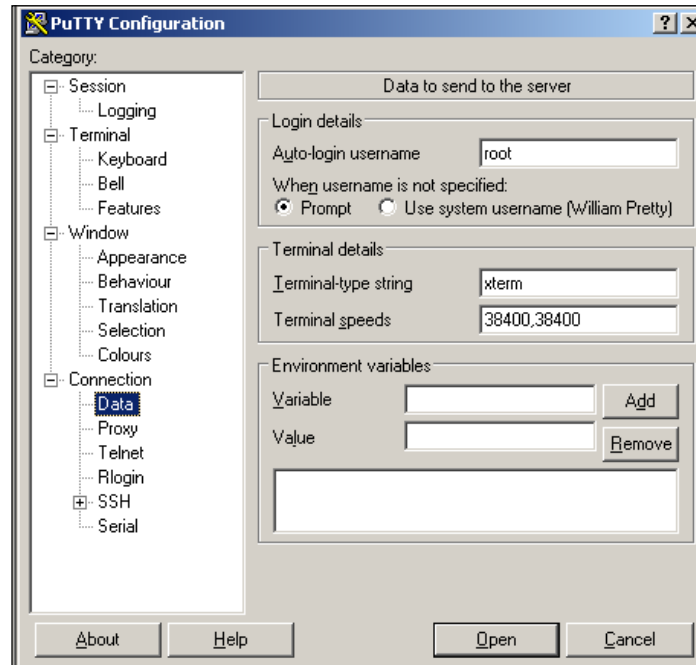 PuTTY Configuration
Category:
Session
Logging
Terminal
Keyboard
Bell
Features
Window
Appearance
Behaviour
Translation
Selection
Colours
Connection
Data
Proxy
Telnet
Rlogin
SSH
Serial
Data to send to the server
Login details
Auto-login username root
When username is not specified:
Prompt Use system username (William Pretty)
Terminal details
Terminal-type string xterm
Terminal speeds 38400,38400
Environment variables
Variable Add
Value Remove
About Help Open Cancel